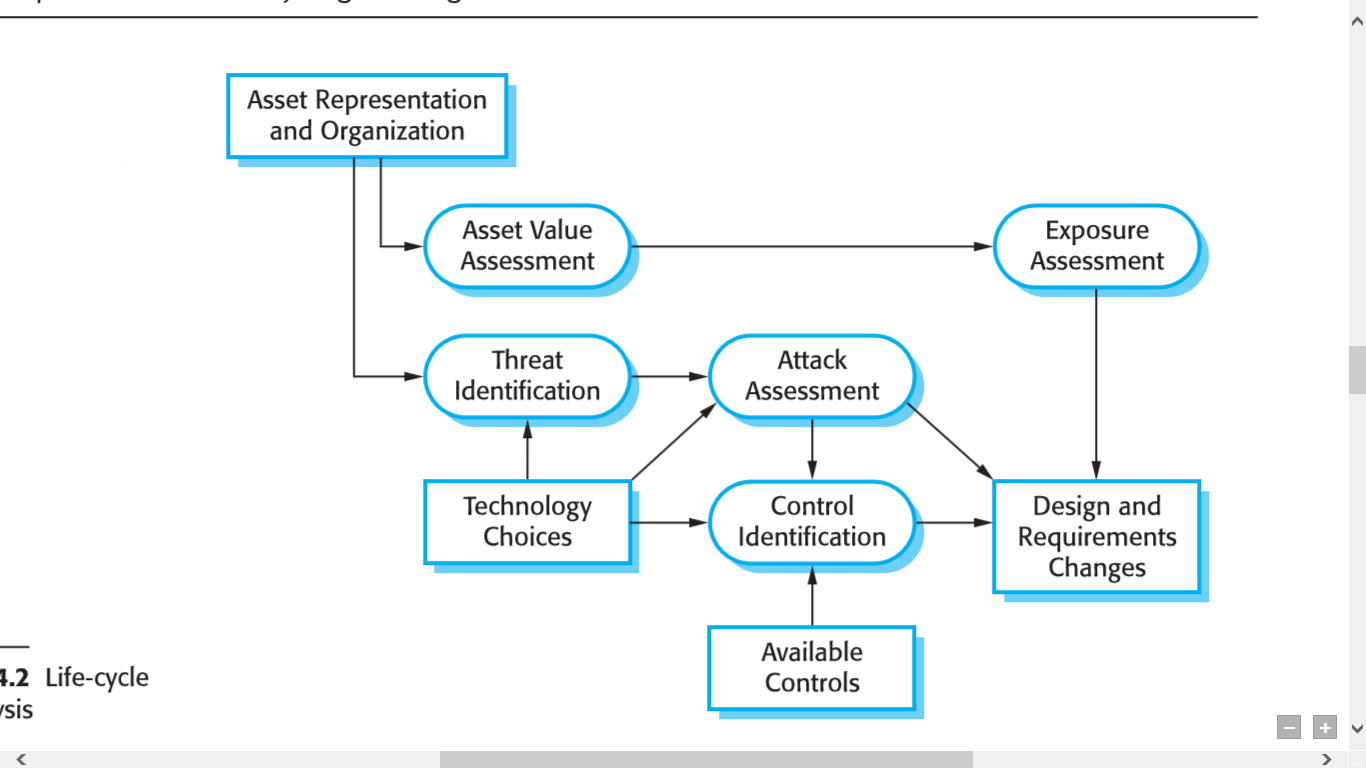 Asset Representation
and Organization
Asset Value
Assessment
Exposure
Assessment
Threat
Identification
Attack
Assessment
Technology
Choices
Control
Identification
Design and
Requirements
Changes
Available
Controls
4.2 Life-cycle